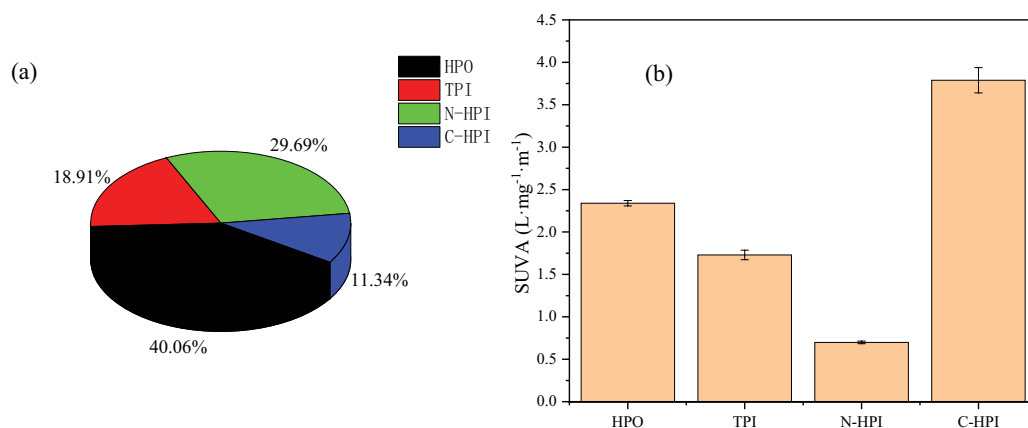 (a)
HPO
TPI
N-HPI
C-HPI
29.69%
18.91%
11.34%
40.06%
(b)
SUVA (L·mg⁻¹·m⁻¹)
4.5
4.0
3.5
3.0
2.5
2.0
1.5
1.0
0.5
0.0
HPO
TPI
N-HPI
C-HPI